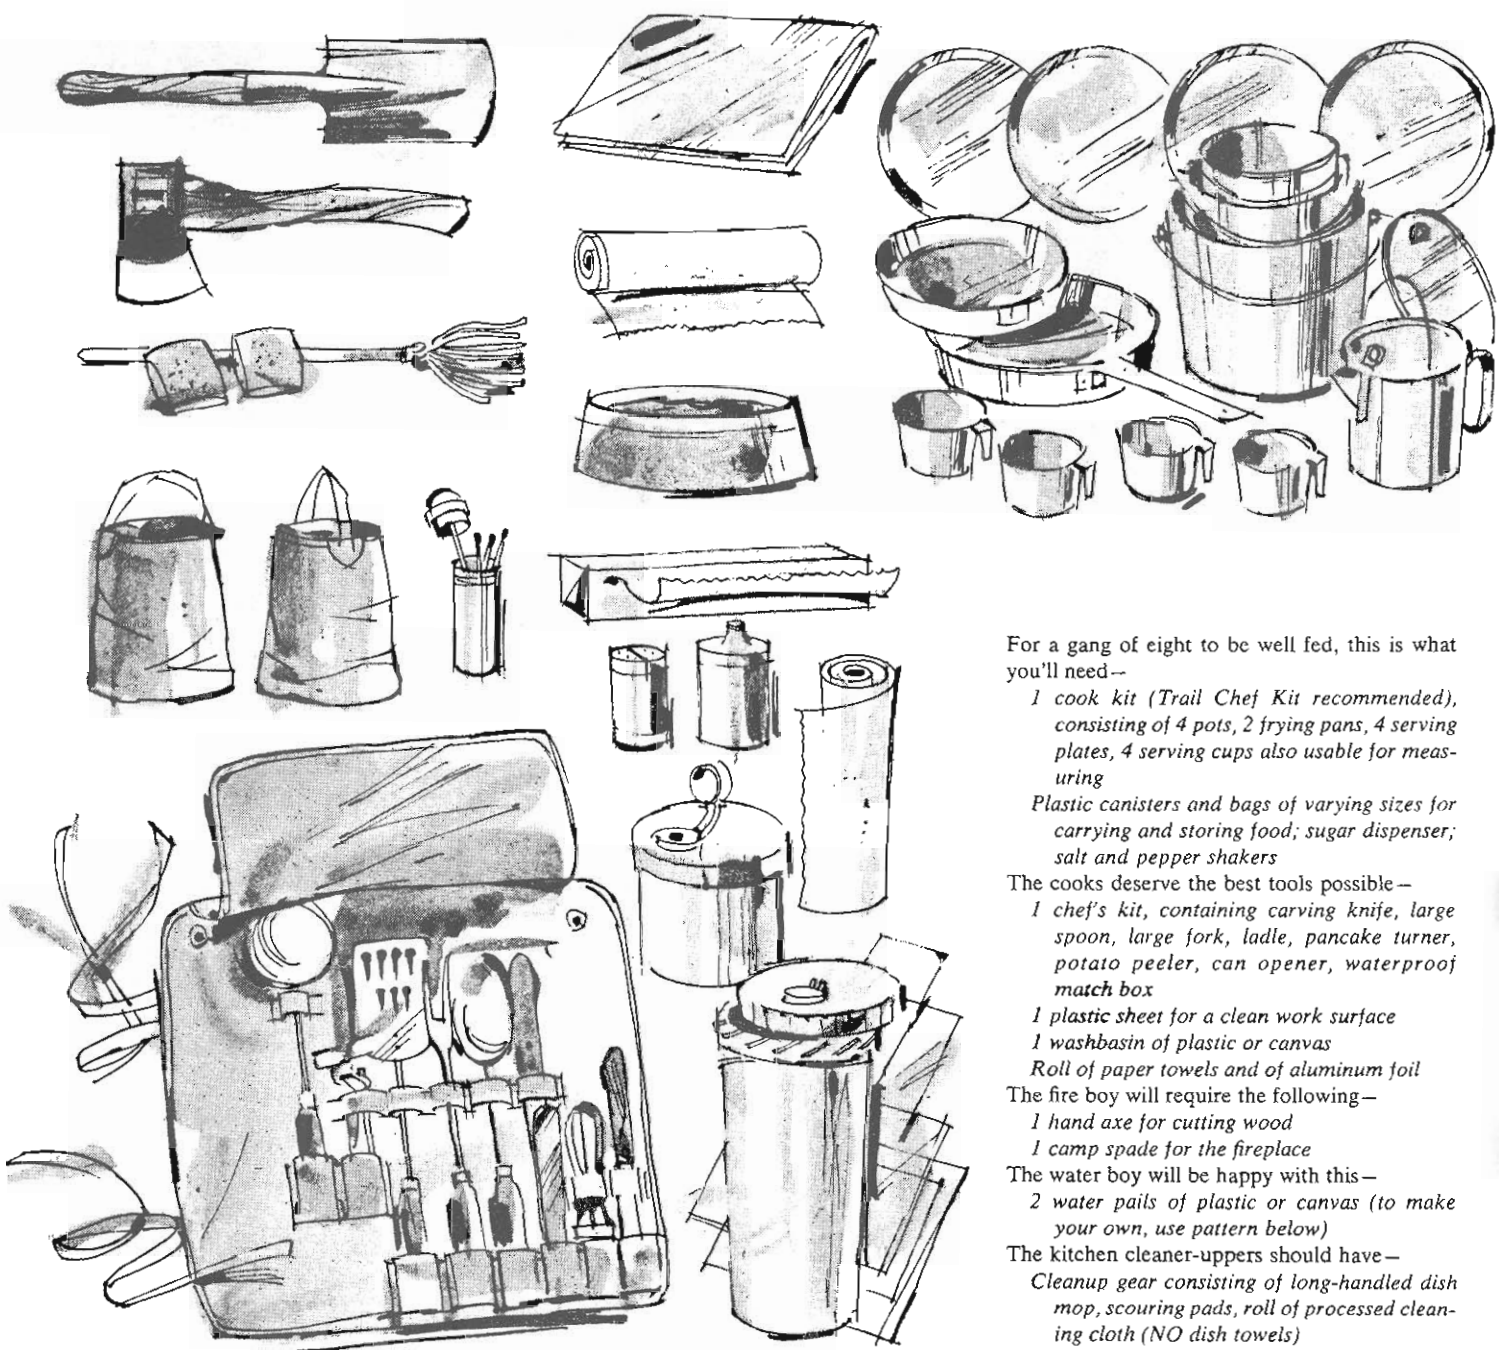 For a gang of eight to be well fed, this is what
you'll need—
1 cook kit (Trail Chef Kit recommended),
consisting of 4 pots, 2 frying pans, 4 serving
plates, 4 serving cups also usable for meas-
uring
Plastic canisters and bags of varying sizes for
carrying and storing food; sugar dispenser;
salt and pepper shakers
The cooks deserve the best tools possible—
1 chef's kit, containing carving knife, large
spoon, large fork, ladle, pancake turner,
potato peeler, can opener, waterproof
match box
1 plastic sheet for a clean work surface
1 washbasin of plastic or canvas
Roll of paper towels and of aluminum foil
The fire boy will require the following—
1 hand axe for cutting wood
1 camp spade for the fireplace
The water boy will be happy with this—
2 water pails of plastic or canvas (to make
your own, use pattern below)
The kitchen cleaner-uppers should have—
Cleanup gear consisting of long-handled dish
mop, scouring pads, roll of processed clean-
ing cloth (NO dish towels)